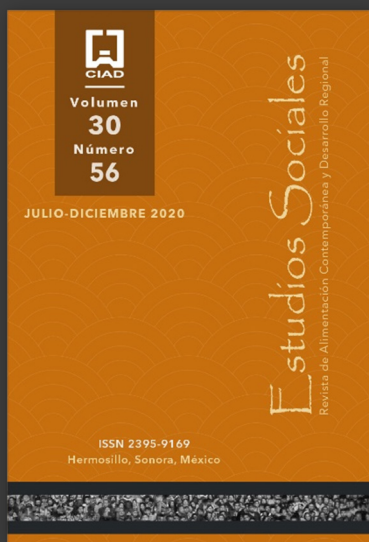 CIAD
Volumen
30
Número
56
JULIO-DICIEMBRE 2020
Estudios Sociales
Revista de Alimentación Contemporánea y Desarrollo Regional
ISSN 2395-9169
Hermosillo, Sonora, México